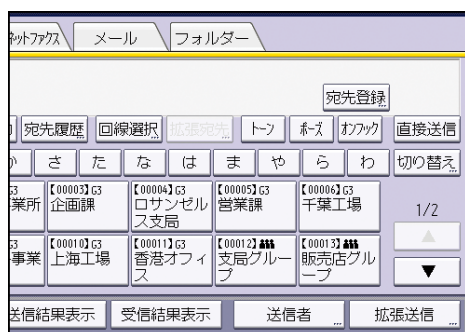 ネットファクス メール フォルダー
宛先登録
宛先履歴 回線選択 拡張宛先 トーン ポーズ オンフック 直接送信
か さ た な は ま や ら わ 切り替え
G3 【00003】G3 【00004】G3 【00005】G3 【00006】G3
業所 企画課 ロサンゼル 営業課 千葉工場 1/2
ス支局
G3 【00010】G3 【00011】G3 【00012】 【00013】
事業 上海工場 香港オフィ 支局グルー 販売店グル
ス プ ープ
送信結果表示 受信結果表示 送信者 拡張送信